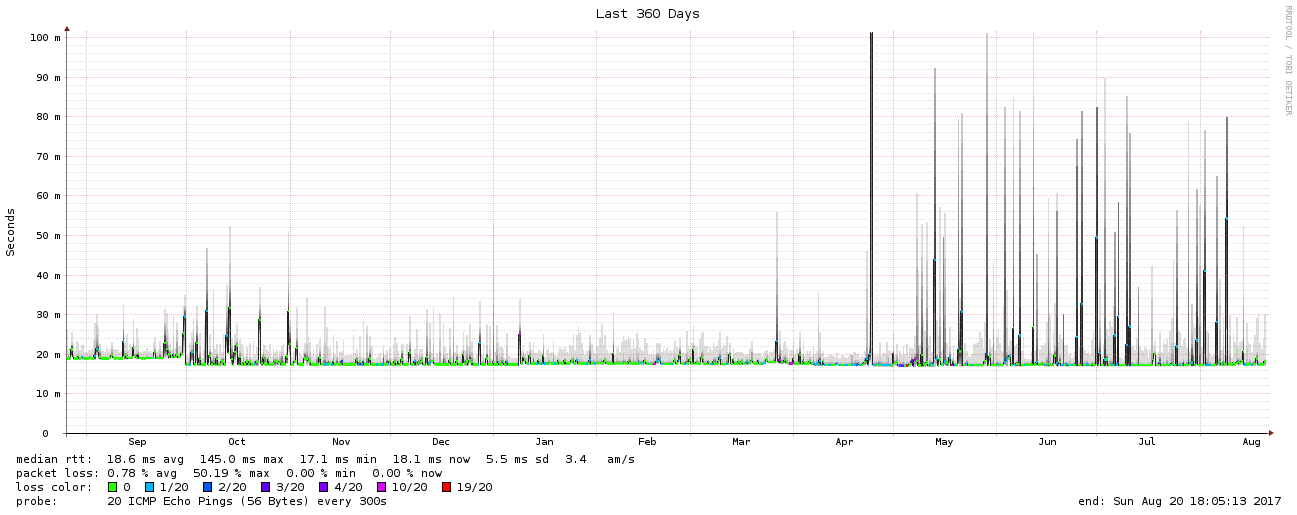 Last 360 Days
RRDTOOL / TOBI OETIKER
Seconds
100 m
90 m
80 m
70 m
60 m
50 m
40 m
30 m
20 m
10 m
0
Sep Oct Nov Dec Jan Feb Mar Apr May Jun Jul Aug
median rtt: 18.6 ms avg 145.0 ms max 17.1 ms min 18.1 ms now 5.5 ms sd 3.4 am/s
packet loss: 0.78 % avg 50.19 % max 0.00 % min 0.00 % now
loss color: 0 1/20 2/20 3/20 4/20 10/20 19/20
probe: 20 ICMP Echo Pings (56 Bytes) every 300s end: Sun Aug 20 18:05:13 2017